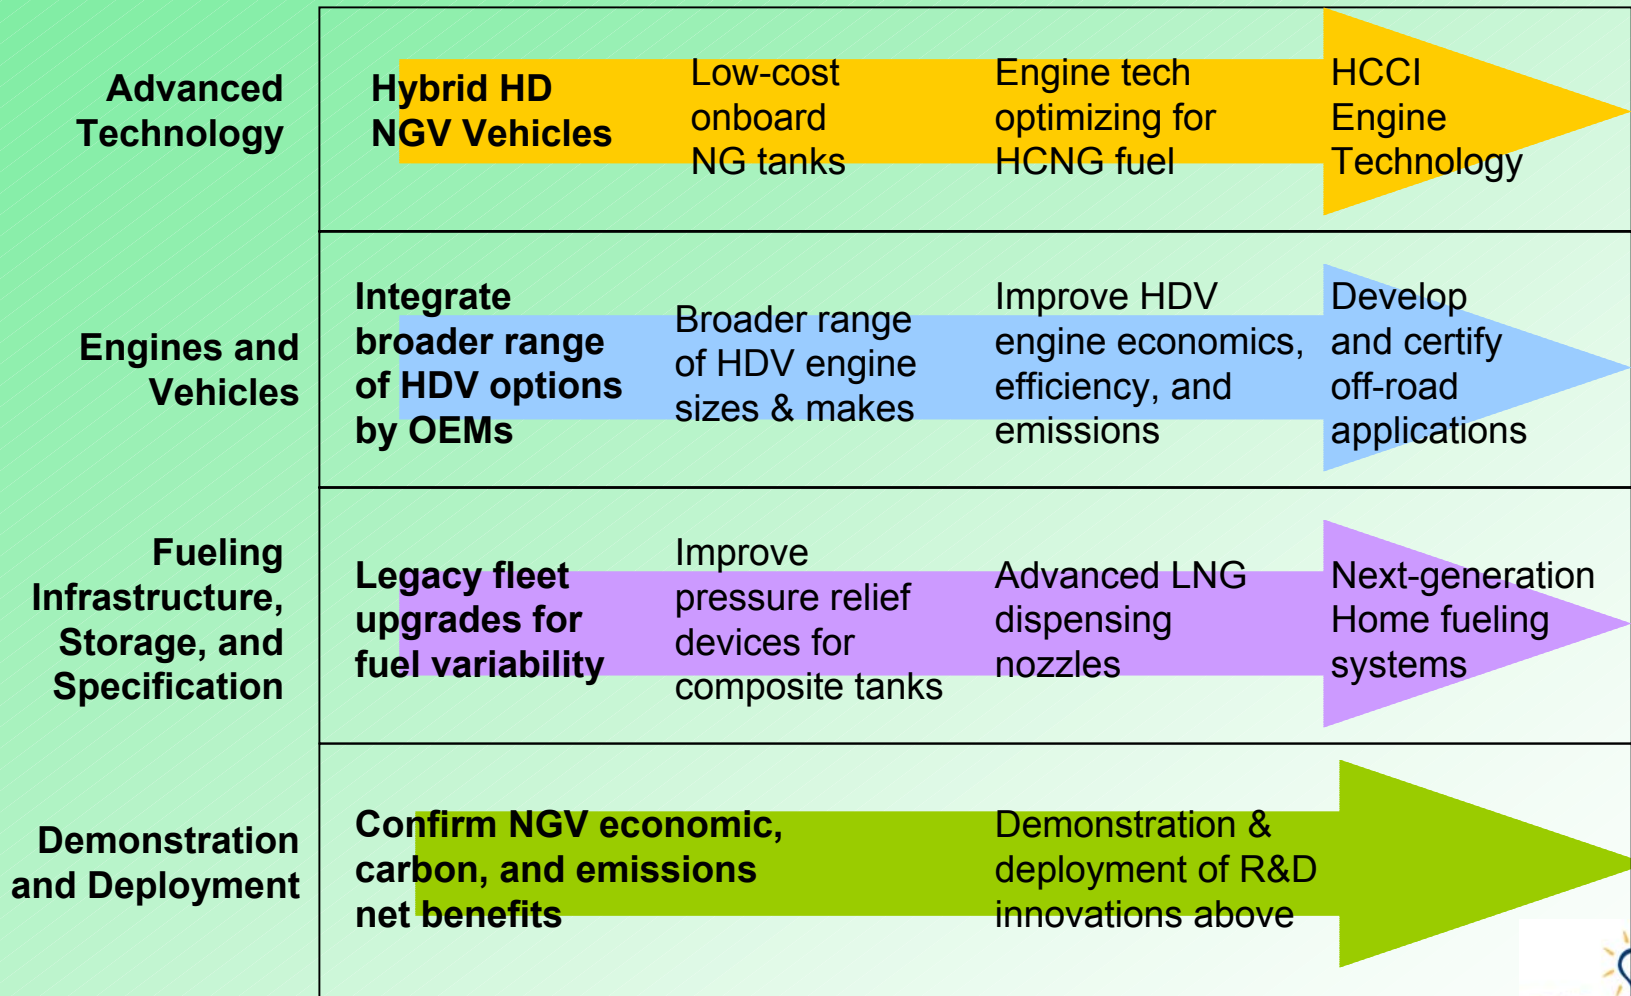 Advanced
Technology
Hybrid HD
NGV Vehicles
Low-cost
onboard
NG tanks
Engine tech
optimizing for
HCNG fuel
HCCI
Engine
Technology
Engines and
Vehicles
Integrate
broader range
of HDV options
by OEMs
Broader range
of HDV engine
sizes & makes
Improve HDV
engine economics,
efficiency, and
emissions
Develop
and certify
off-road
applications
Fueling
Infrastructure,
Storage, and
Specification
Legacy fleet
upgrades for
fuel variability
Improve
pressure relief
devices for
composite tanks
Advanced LNG
dispensing
nozzles
Next-generation
Home fueling
systems
Demonstration
and Deployment
Confirm NGV economic,
carbon, and emissions
net benefits
Demonstration &
deployment of R&D
innovations above